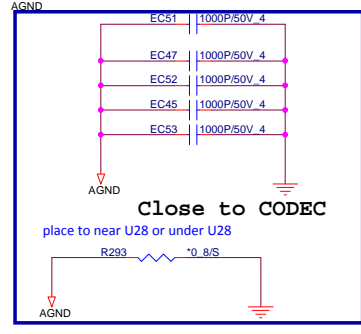 AGND
EC51 1000P/50V_4
EC47 1000P/50V_4
EC52 1000P/50V_4
EC45 1000P/50V_4
EC53 1000P/50V_4
AGND
Close to CODEC
place to near U28 or under U28
R293 *0_8/S
AGND